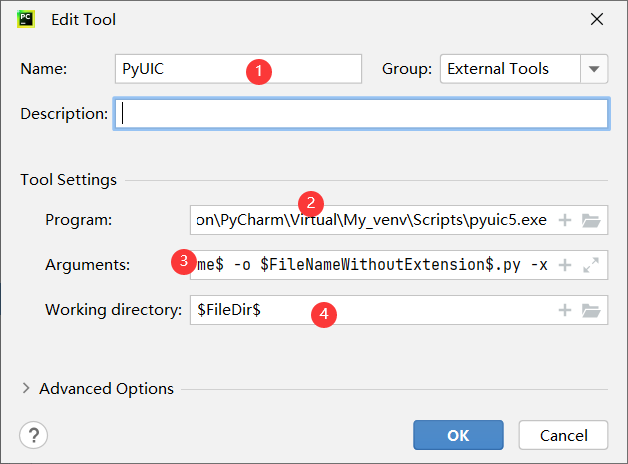 PC Edit Tool
Name: PyUIC 1 Group: External Tools
Description:
Tool Settings
2
Program: on\PyCharm\Virtual\My_venv\Scripts\pyuic5.exe
Arguments: 3 me$ -o $FileNameWithoutExtension$.py -x
Working directory: $FileDir$ 4
Advanced Options
? OK Cancel